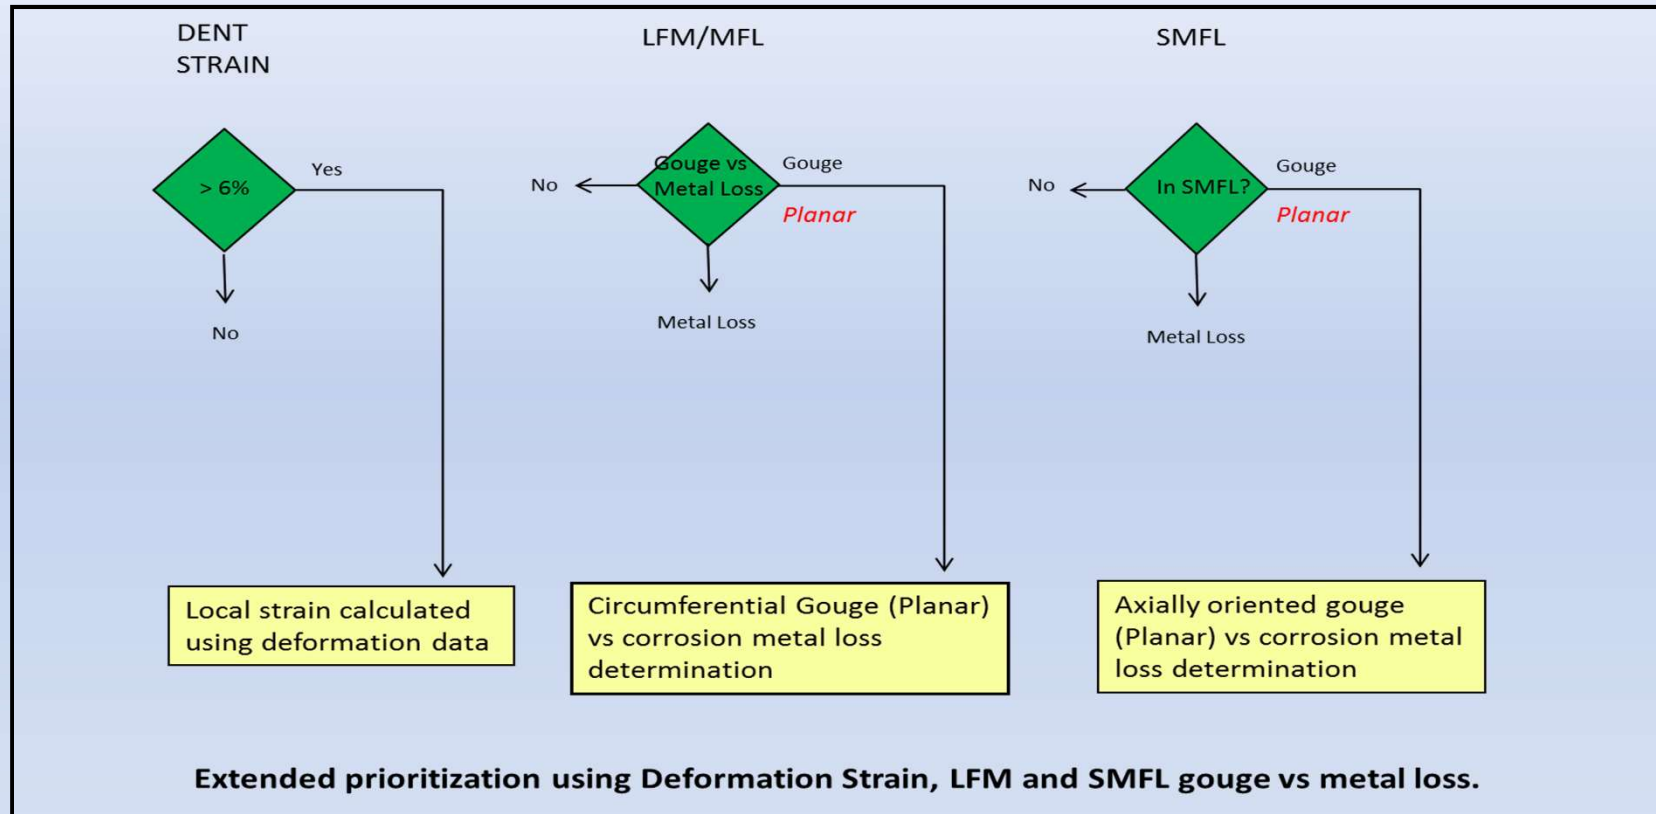 DENT
STRAIN
> 6%
Yes
No
Local strain calculated
using deformation data
LFM/MFL
Gouge vs
Metal Loss
No
Gouge
Planar
Metal Loss
Circumferential Gouge (Planar)
vs corrosion metal loss
determination
SMFL
In SMFL?
No
Gouge
Planar
Metal Loss
Axially oriented gouge
(Planar) vs corrosion metal
loss determination
Extended prioritization using Deformation Strain, LFM and SMFL gouge vs metal loss.